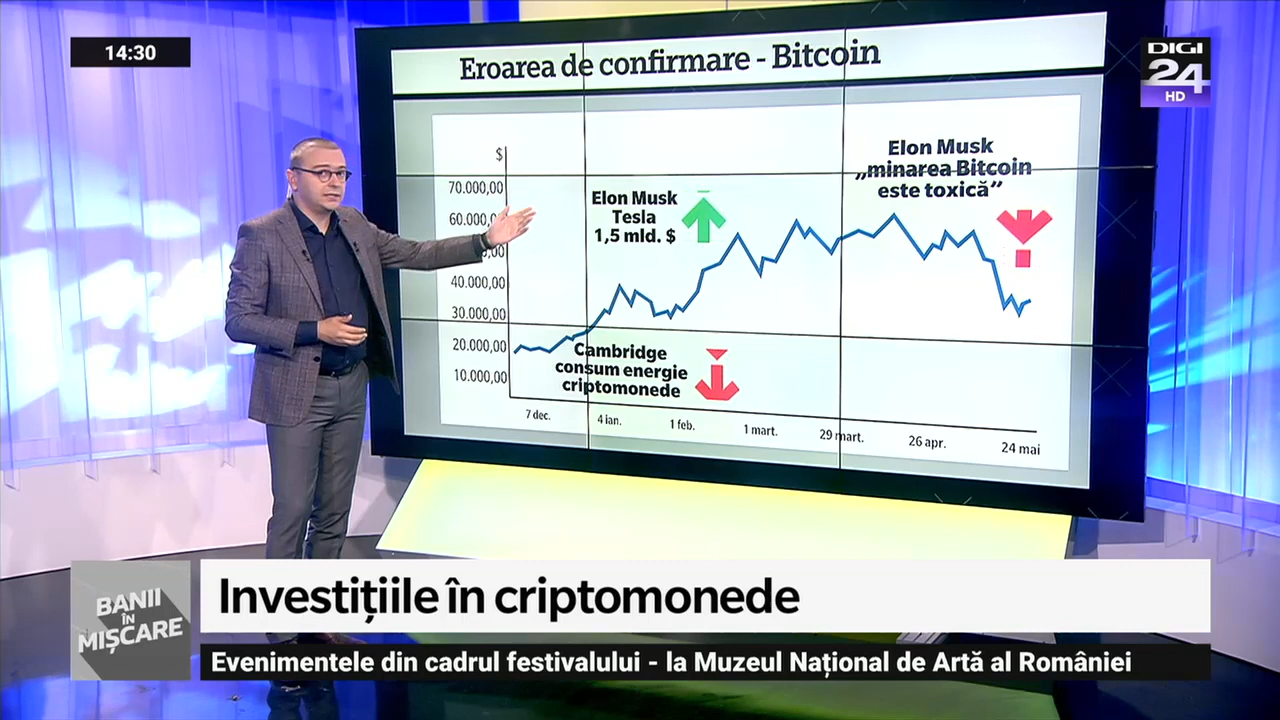 14:30
DIGI
24
HD
Eroarea de confirmare - Bitcoin
$
70.000,00
60.000,
00,00
40.000,00
30.000,00
20.000,00
10.000,00
Elon Musk
Tesla
1,5 mld. $
Elon Musk
„minarea Bitcoin
este toxică”
Cambridge
consum energie
criptomonede
7 dec.
4 ian.
1 feb.
1 mart.
29 mart.
26 apr.
24 mai
BANII
ÎN
MIȘCARE
Investițiile în criptomonede
Evenimentele din cadrul festivalului - la Muzeul Național de Artă al României